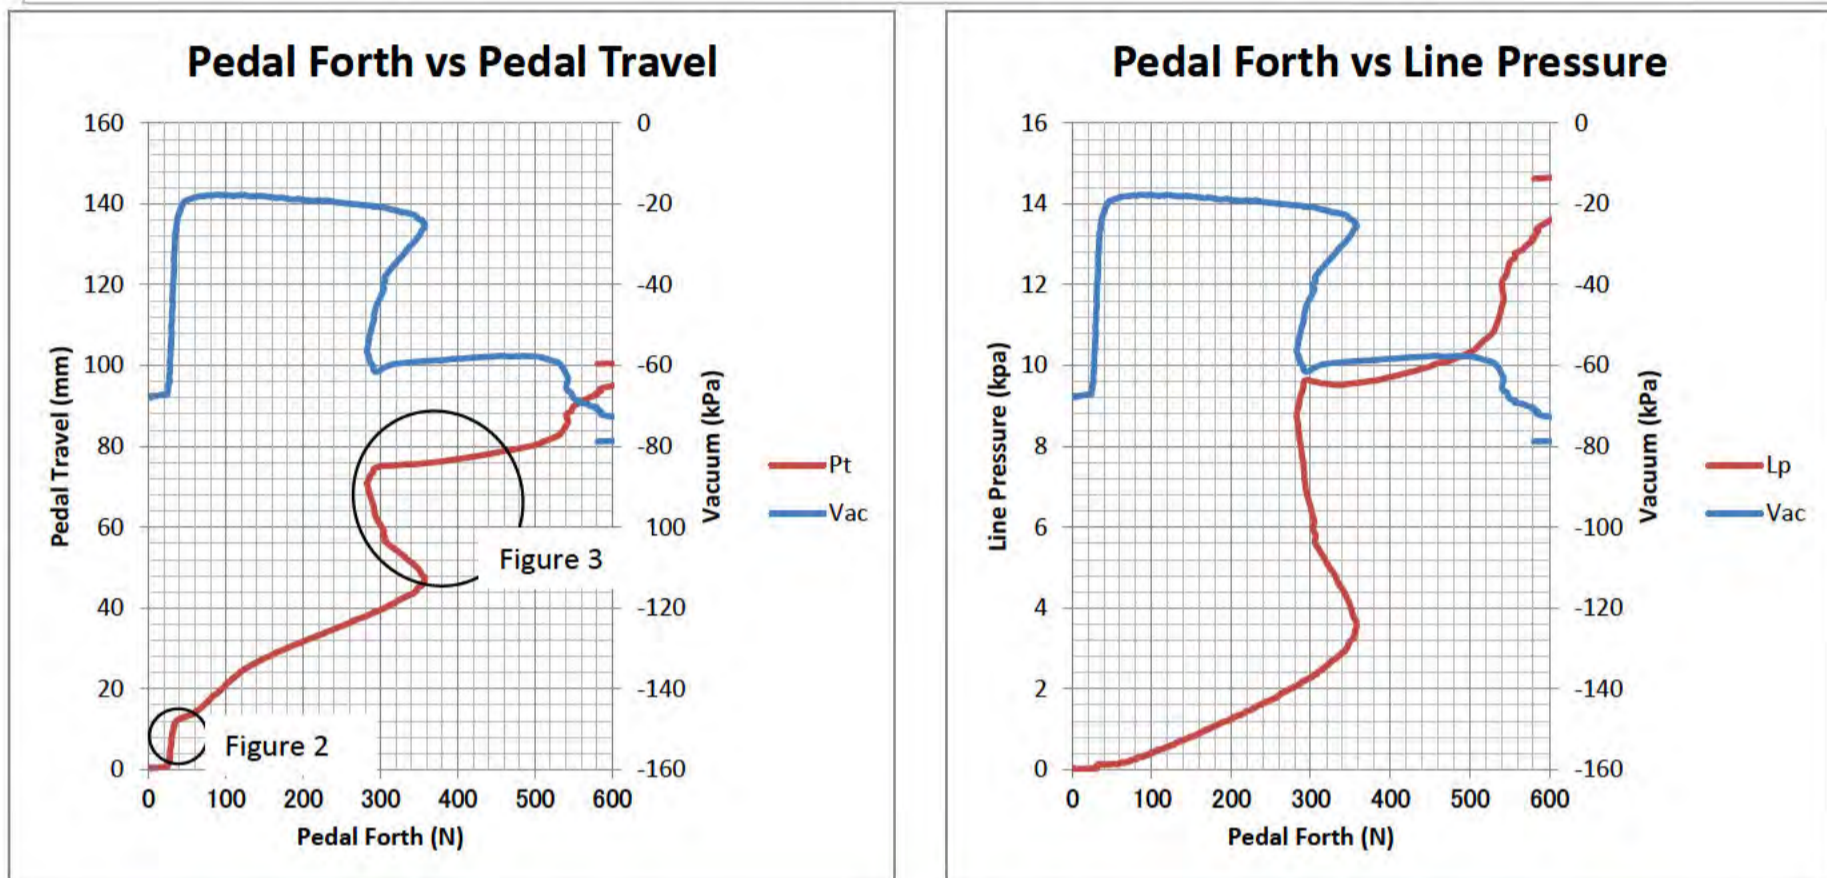 Pedal Forth vs Pedal Travel
160
140
120
100
80
60
40
20
0
Pedal Travel (mm)
0
-20
-40
-60
-80
100
-120
-140
-160
Vacuum (kPa)
0 100 200 300 400 500 600
Pedal Forth (N)
Figure 2
Figure 3
Pt
Vac
Pedal Forth vs Line Pressure
16
14
12
10
8
6
4
2
0
Line Pressure (kpa)
0
-20
-40
-60
-80
-100
-120
-140
-160
Vacuum (kPa)
0 100 200 300 400 500 600
Pedal Forth (N)
Lp
Vac